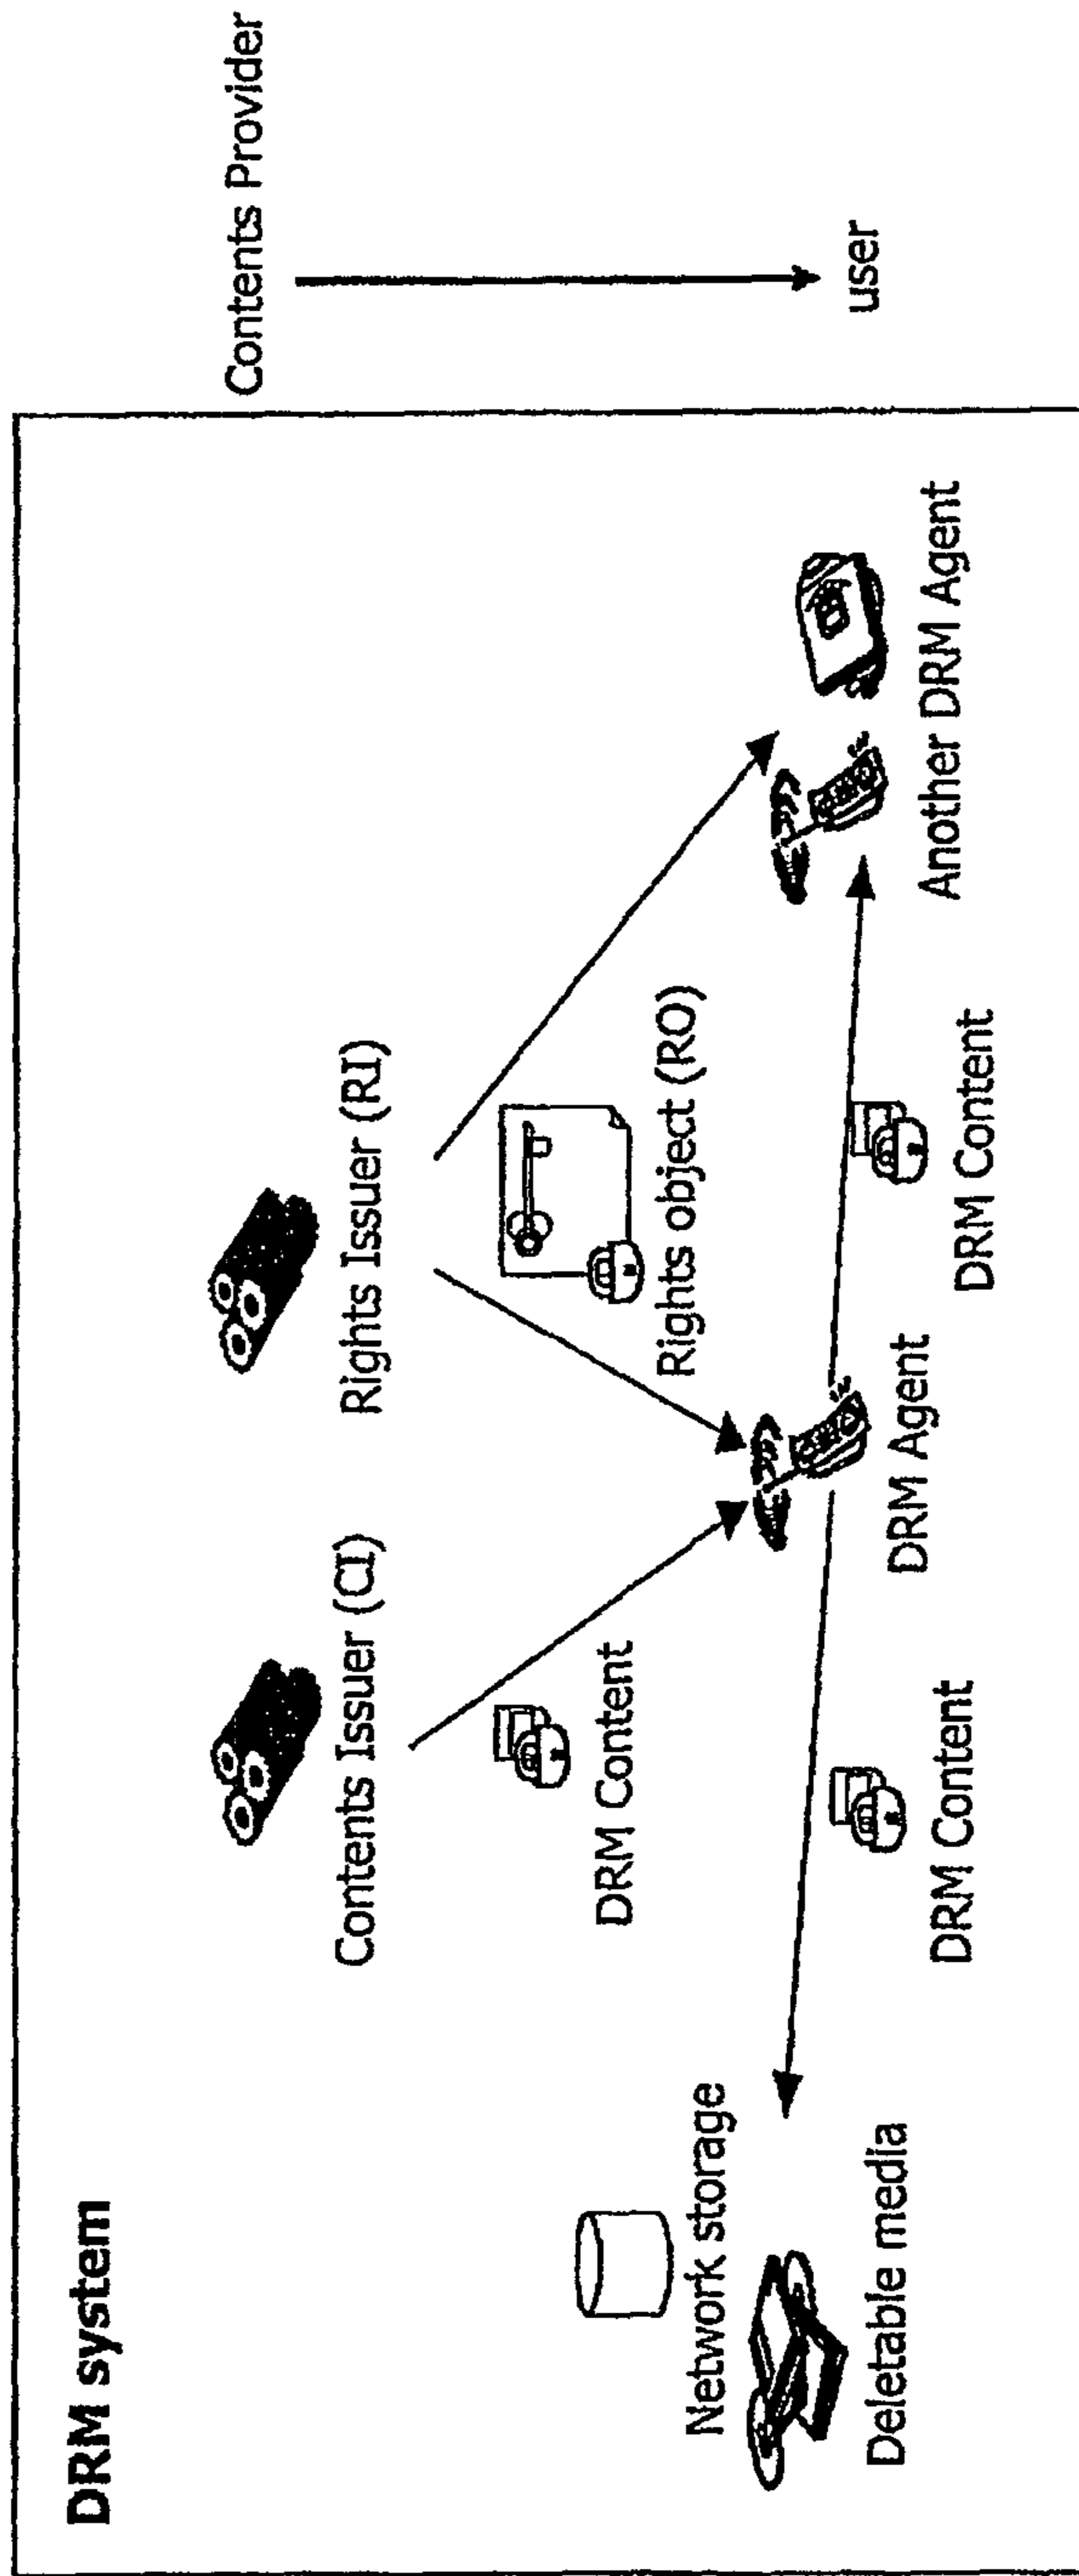 DRM system
Contents Provider
Contents Issuer (CI)
Rights Issuer (RI)
DRM Content
Rights object (RO)
Network storage
user
Deletable media
DRM Agent
Another DRM Agent
DRM Content
DRM Content